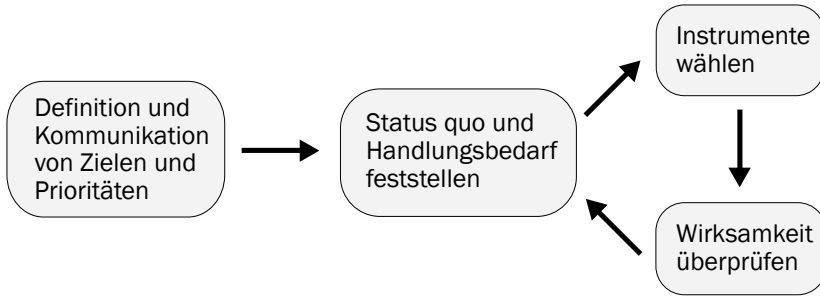 Definition und
Kommunikation
von Zielen und
Prioritäten
Status quo und
Handlungsbedarf
feststellen
Instrumente
wählen
Wirksamkeit
überprüfen